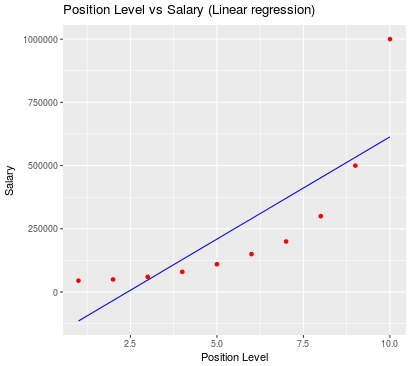 Position Level vs Salary (Linear regression)
1000000
750000
500000
250000
0
Salary
2.5 5.0 7.5 10.0
Position Level